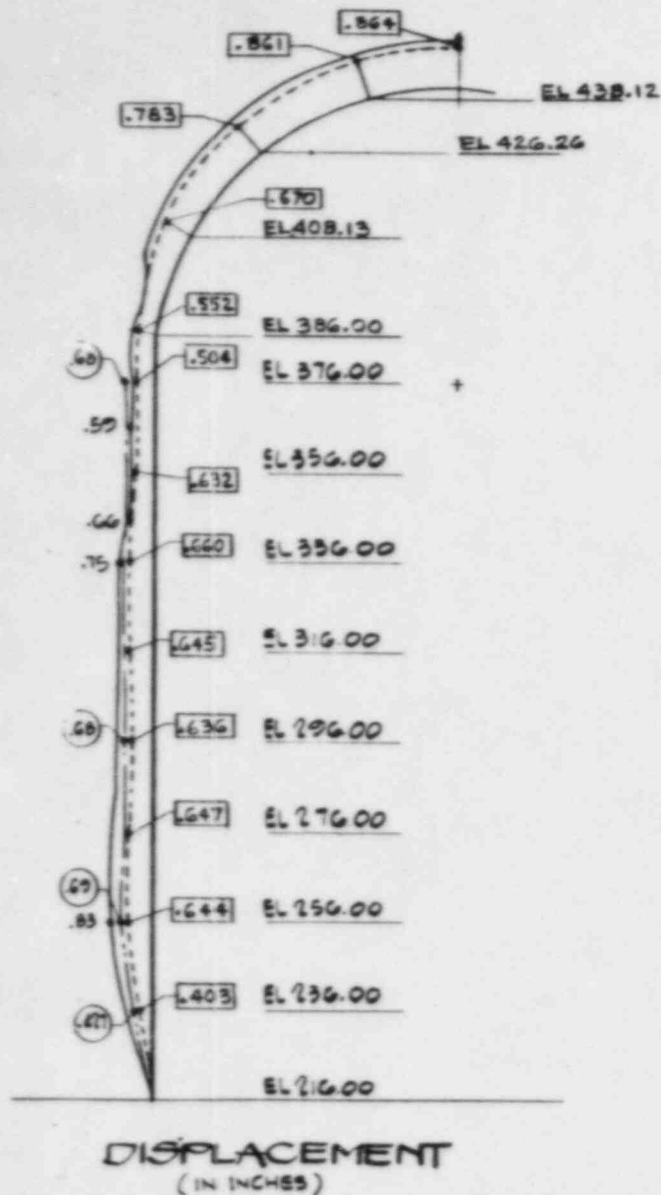 .864
.861
EL 438.12
.783
EL 426.26
.670
EL 408.13
.552
EL 386.00
.68 .504 EL 376.00
.59
.632 EL 356.00
.66
.75 .660 EL 336.00
.645 EL 316.00
.68 .636 EL 296.00
.647 EL 276.00
.69
.83 .644 EL 256.00
.403 EL 236.00
EL 216.00
DISPLACEMENT
(IN INCHES)